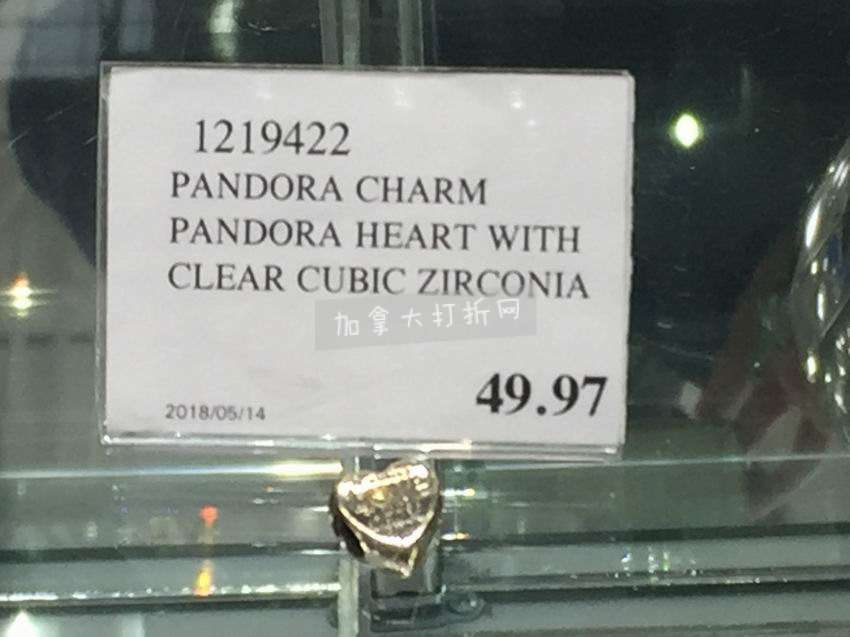 1219422
PANDORA CHARM
PANDORA HEART WITH
CLEAR CUBIC ZIRCONIA
加拿大打折网
49.97
2018/05/14